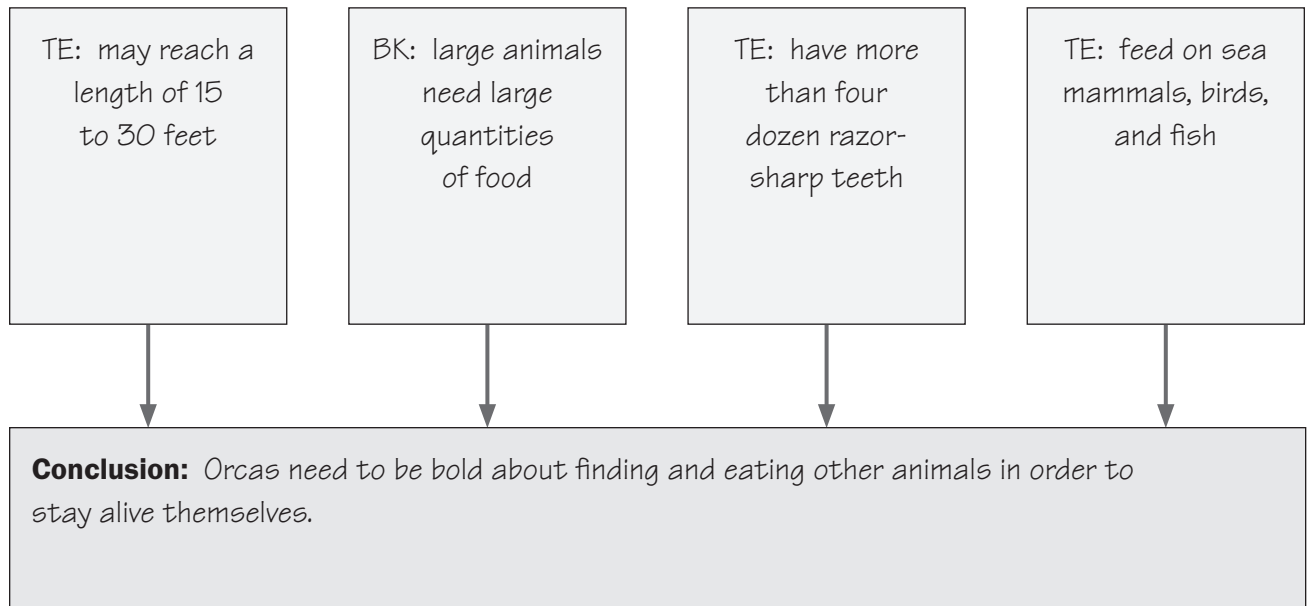 TE: may reach a
length of 15
to 30 feet
BK: large animals
need large
quantities
of food
TE: have more
than four
dozen razor-
sharp teeth
TE: feed on sea
mammals, birds,
and fish
Conclusion: Orcas need to be bold about finding and eating other animals in order to
stay alive themselves.